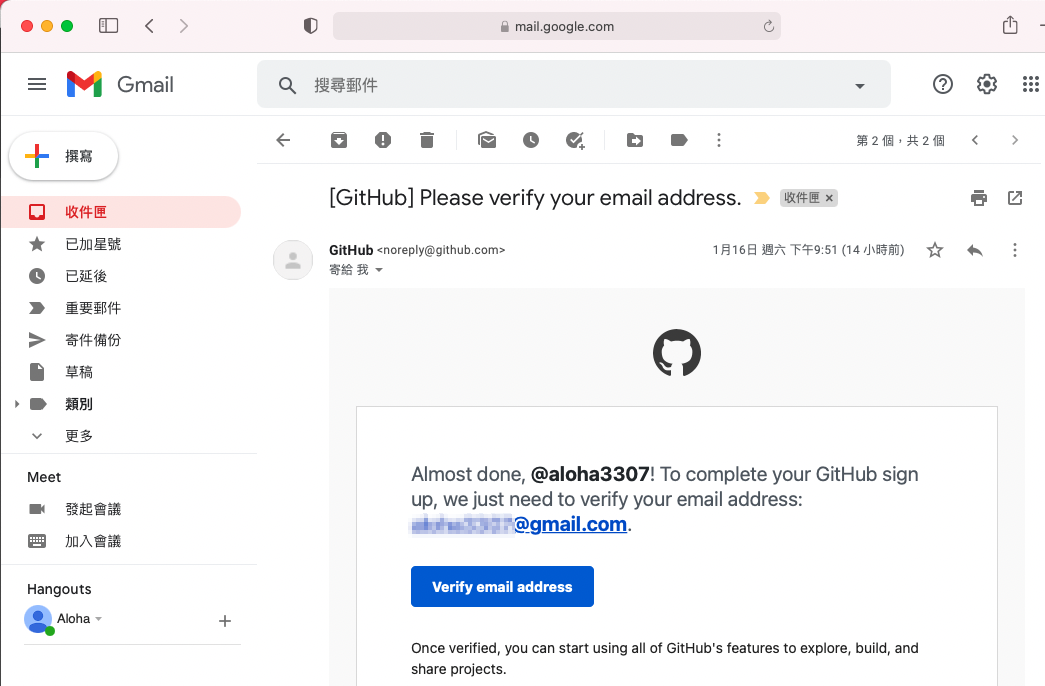 mail.google.com
Gmail
搜尋郵件
撰寫
第 2 個，共 2 個
收件匣
已加星號
已延後
重要郵件
寄件備份
草稿
類別
更多
Meet
發起會議
加入會議
Hangouts
Aloha
[GitHub] Please verify your email address.
收件匣 ×
GitHub <noreply@github.com>
1月16日 週六 下午9:51 (14 小時前)
寄給 我
Almost done, @aloha3307! To complete your GitHub sign
up, we just need to verify your email address:
@gmail.com.
Verify email address
Once verified, you can start using all of GitHub's features to explore, build, and
share projects.